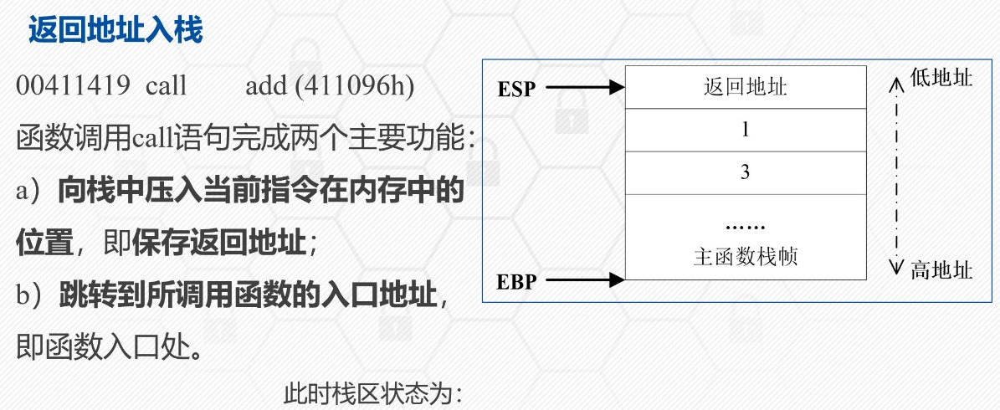 返回地址入栈
00411419 call add (411096h)
函数调用call语句完成两个主要功能：
a）向栈中压入当前指令在内存中的
位置，即保存返回地址；
b）跳转到所调用函数的入口地址，
即函数入口处。
此时栈区状态为：
ESP
返回地址
低地址
1
3
……
主函数栈帧
EBP
高地址